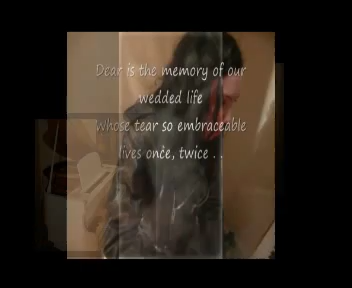 Dear is the memory of our
wedded life
Whose tear so embraceable
lives once, twice . .